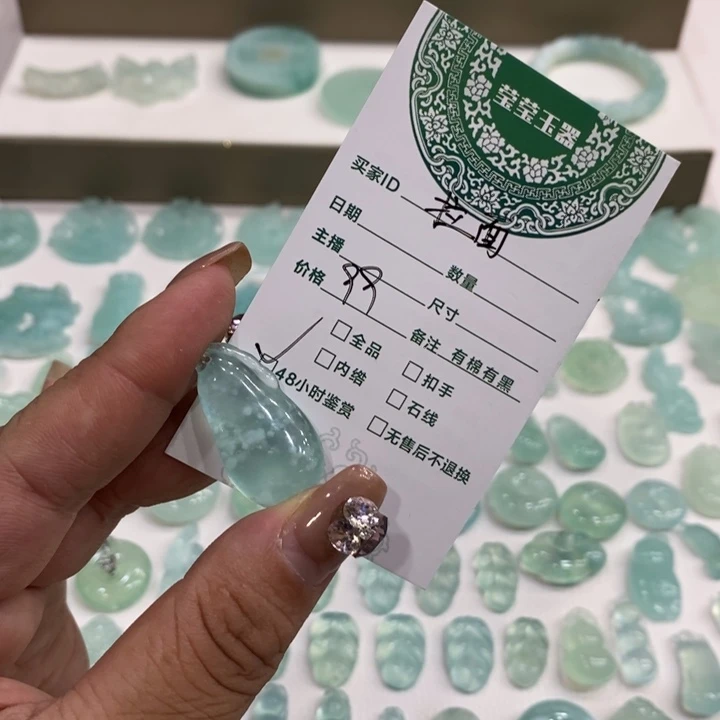 莹莹玉器
买家ID
日期
数量
主播
尺寸
价格 99
备注 有棉有黑
全品
扣手
内绺
石线
48小时鉴赏
无售后不退换